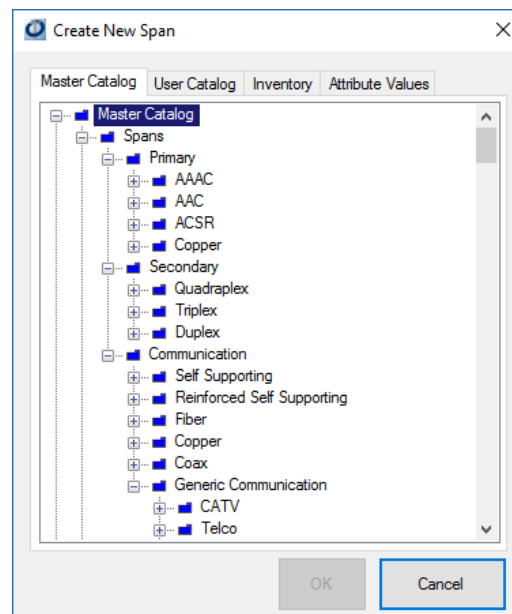 Create New Span
Master Catalog User Catalog Inventory Attribute Values
Master Catalog
Spans
Primary
AAAC
AAC
ACSR
Copper
Secondary
Quadraplex
Triplex
Duplex
Communication
Self Supporting
Reinforced Self Supporting
Fiber
Copper
Coax
Generic Communication
CATV
Telco
OK Cancel